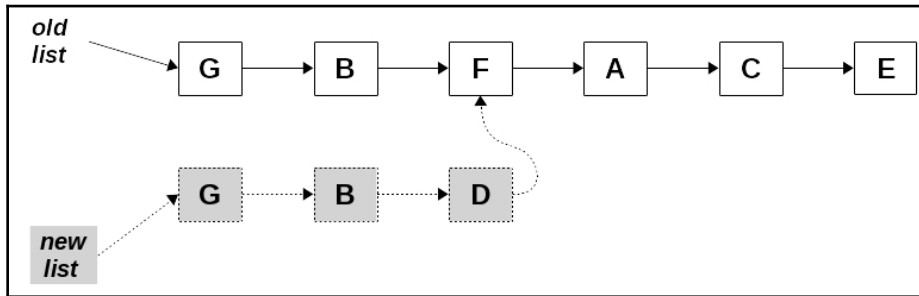 old
list
G B F A C E
G B D
new
list